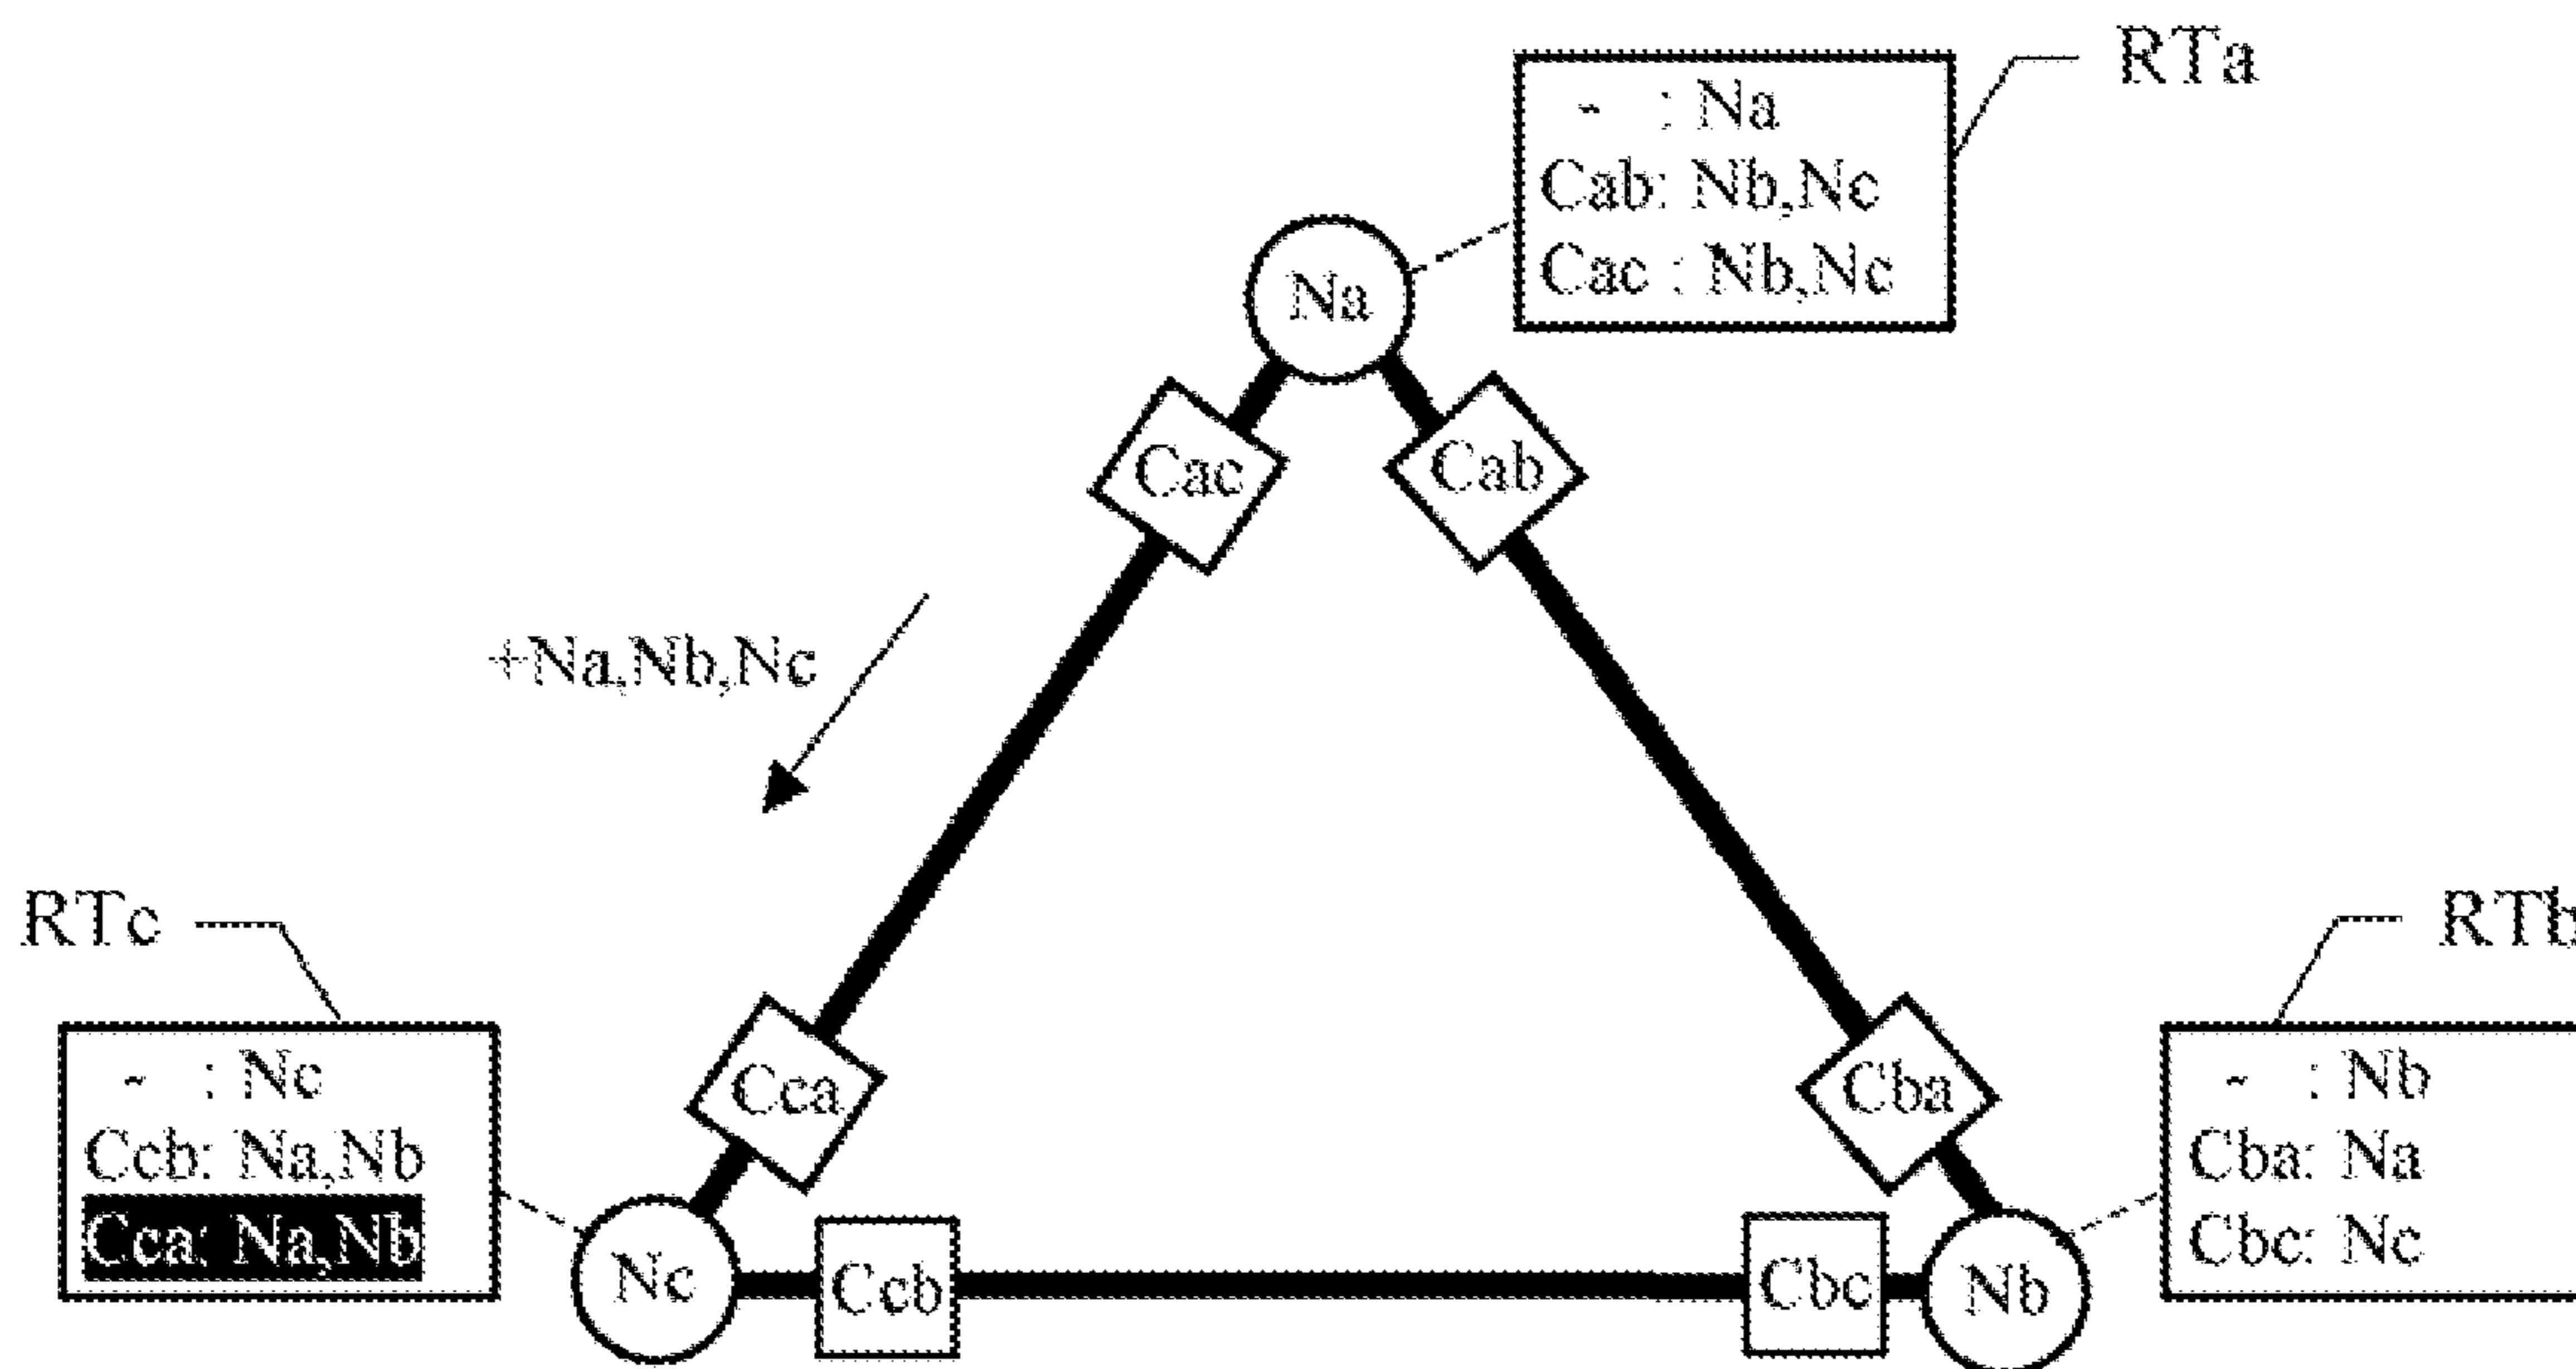 RTa
- : Na
Cab: Nb,Nc
Cac : Nb,Nc
Na
Cac
Cab
+Na,Nb,Nc
RTc
RTb
- : Nc
Ccb: Na,Nb
Cca: Na,Nb
Cca
Cba
- : Nb
Cba: Na
Cbc: Nc
Nc
Ccb
Cbc
Nb